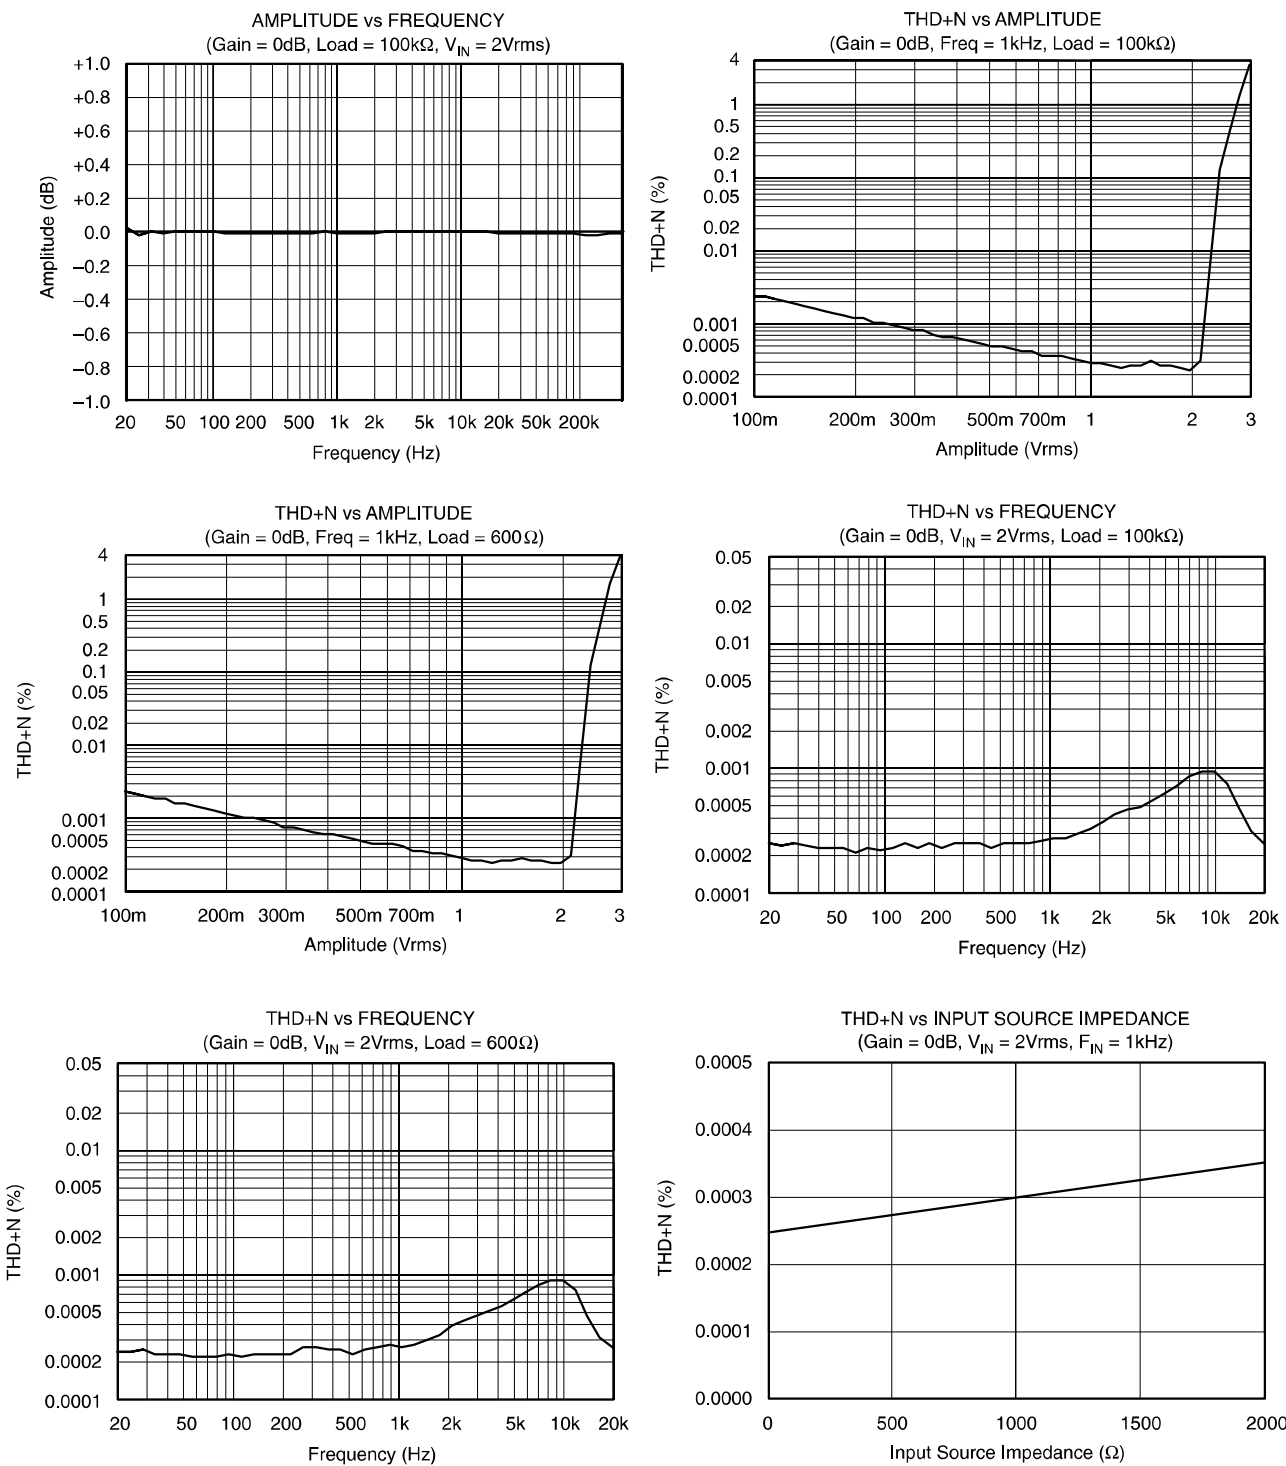 AMPLITUDE vs FREQUENCY
(Gain = 0dB, Load = 100kΩ, VIN = 2Vrms)
+1.0
+0.8
+0.6
+0.4
+0.2
0.0
–0.2
–0.4
–0.6
–0.8
–1.0
Amplitude (dB)
20 50 100 200 500 1k 2k 5k 10k 20k 50k 200k
Frequency (Hz)
THD+N vs AMPLITUDE
(Gain = 0dB, Freq = 1kHz, Load = 100kΩ)
4
1
0.5
0.2
0.1
0.05
0.02
0.01
0.001
0.0005
0.0002
0.0001
THD+N (%)
100m 200m 300m 500m 700m 1 2 3
Amplitude (Vrms)
THD+N vs AMPLITUDE
(Gain = 0dB, Freq = 1kHz, Load = 600Ω)
4
1
0.5
0.2
0.1
0.05
0.02
0.01
0.001
0.0005
0.0002
0.0001
THD+N (%)
100m 200m 300m 500m 700m 1 2 3
Amplitude (Vrms)
THD+N vs FREQUENCY
(Gain = 0dB, VIN = 2Vrms, Load = 100kΩ)
0.05
0.02
0.01
0.005
0.002
0.001
0.0005
0.0002
0.0001
THD+N (%)
20 50 100 200 500 1k 2k 5k 10k 20k
Frequency (Hz)
THD+N vs FREQUENCY
(Gain = 0dB, VIN = 2Vrms, Load = 600Ω)
0.05
0.02
0.01
0.005
0.002
0.001
0.0005
0.0002
0.0001
THD+N (%)
20 50 100 200 500 1k 2k 5k 10k 20k
Frequency (Hz)
THD+N vs INPUT SOURCE IMPEDANCE
(Gain = 0dB, VIN = 2Vrms, FIN = 1kHz)
0.0005
0.0004
0.0003
0.0002
0.0001
0.0000
THD+N (%)
0 500 1000 1500 2000
Input Source Impedance (Ω)